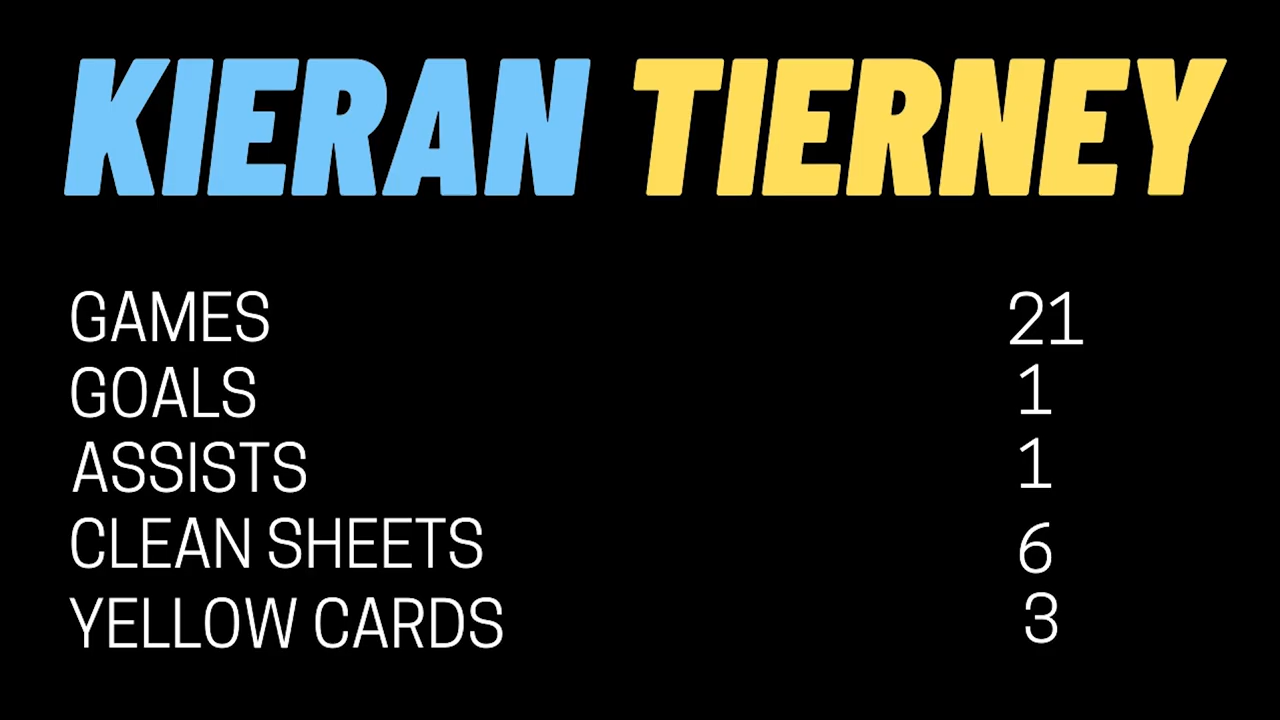 KIERAN TIERNEY
GAMES 21
GOALS 1
ASSISTS 1
CLEAN SHEETS 6
YELLOW CARDS 3